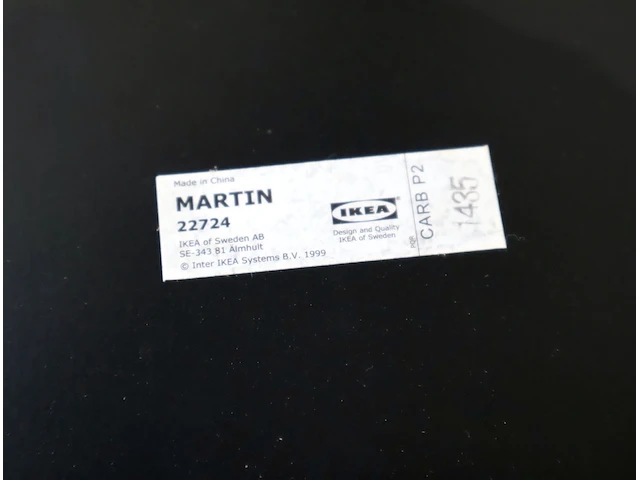 Made in China
MARTIN
22724
IKEA of Sweden AB
SE-343 81 Älmhult
© Inter IKEA Systems B.V. 1999
IKEA
Design and Quality
IKEA of Sweden
CARB P2
1435